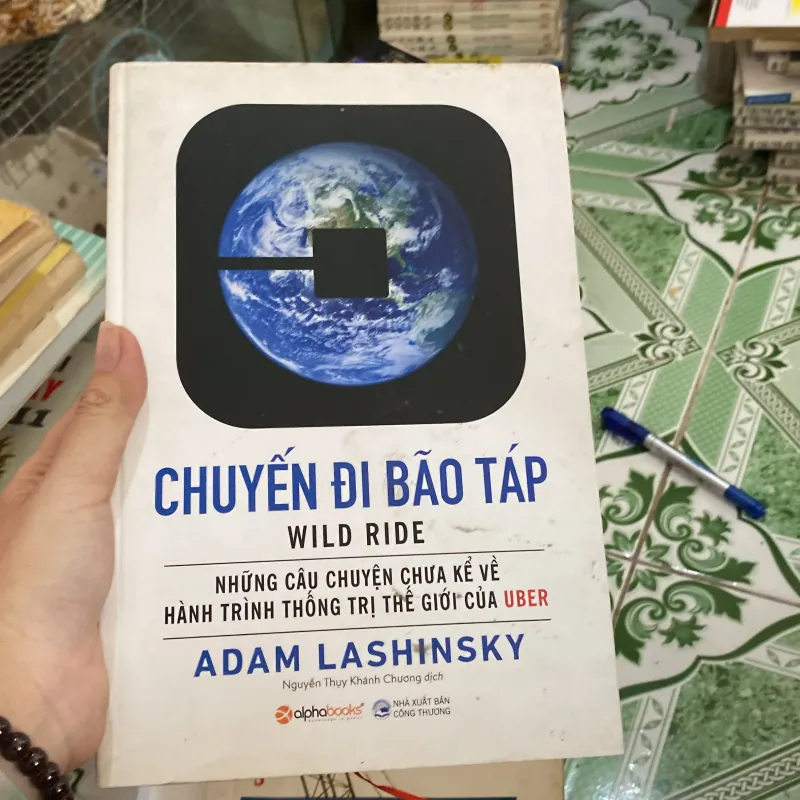 CHUYẾN ĐI BÃO TÁP
WILD RIDE
NHỮNG CÂU CHUYỆN CHƯA KỂ VỀ
HÀNH TRÌNH THỐNG TRỊ THẾ GIỚI CỦA UBER
ADAM LASHINSKY
Nguyễn Thụy Khánh Chương dịch
alphabooks
NHÀ XUẤT BẢN
CÔNG THƯƠNG